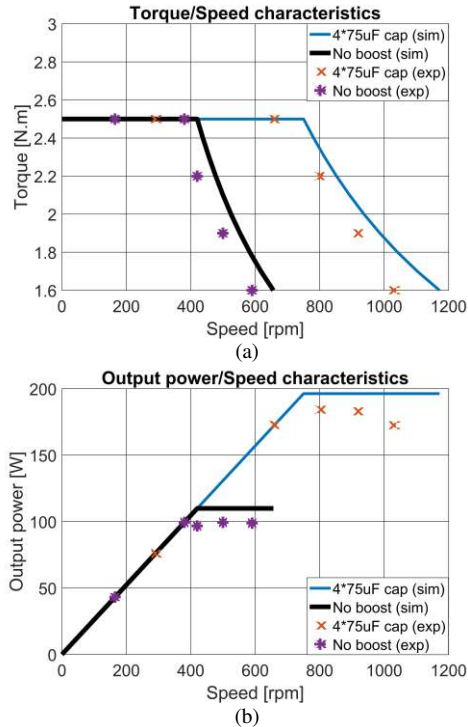 Torque/Speed characteristics
3
2.8
2.6
2.4
2.2
2
1.8
1.6
Torque [N.m]
4*75uF cap (sim)
No boost (sim)
4*75uF cap (exp)
No boost (exp)
0 200 400 600 800 1000 1200
Speed [rpm]
(a)
Output power/Speed characteristics
200
150
100
50
0
Output power [W]
4*75uF cap (sim)
No boost (sim)
4*75uF cap (exp)
No boost (exp)
0 200 400 600 800 1000 1200
Speed [rpm]
(b)